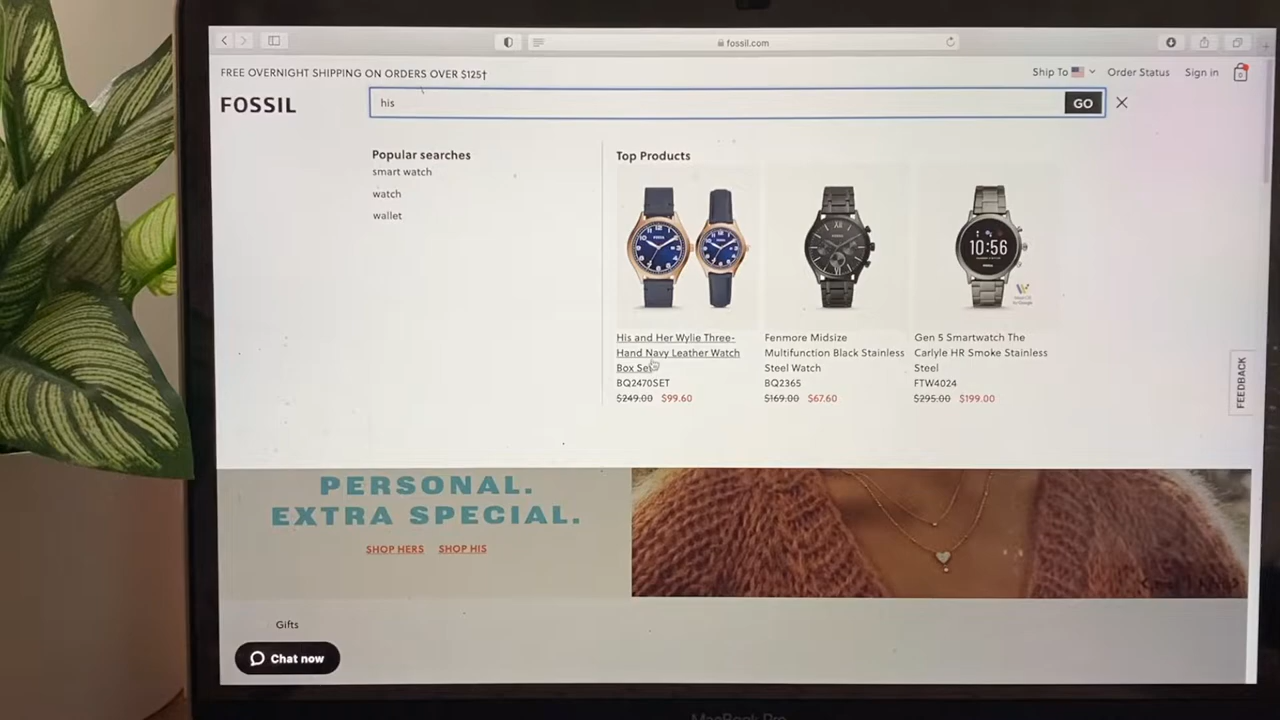 fossil.com
FREE OVERNIGHT SHIPPING ON ORDERS OVER $125†
Ship To
Order Status
Sign in
0
FOSSIL
his
GO
Popular searches
smart watch
watch
wallet
Top Products
10:56
His and Her Wylie Three-
Hand Navy Leather Watch
Box Set
BQ2470SET
$249.00 $99.60
Fenmore Midsize
Multifunction Black Stainless
Steel Watch
BQ2365
$169.00 $67.60
Gen 5 Smartwatch The
Carlyle HR Smoke Stainless
Steel
FTW4024
$295.00 $199.00
FEEDBACK
PERSONAL.
EXTRA SPECIAL.
SHOP HERS SHOP HIS
Gifts
Chat now
MacBook Pro